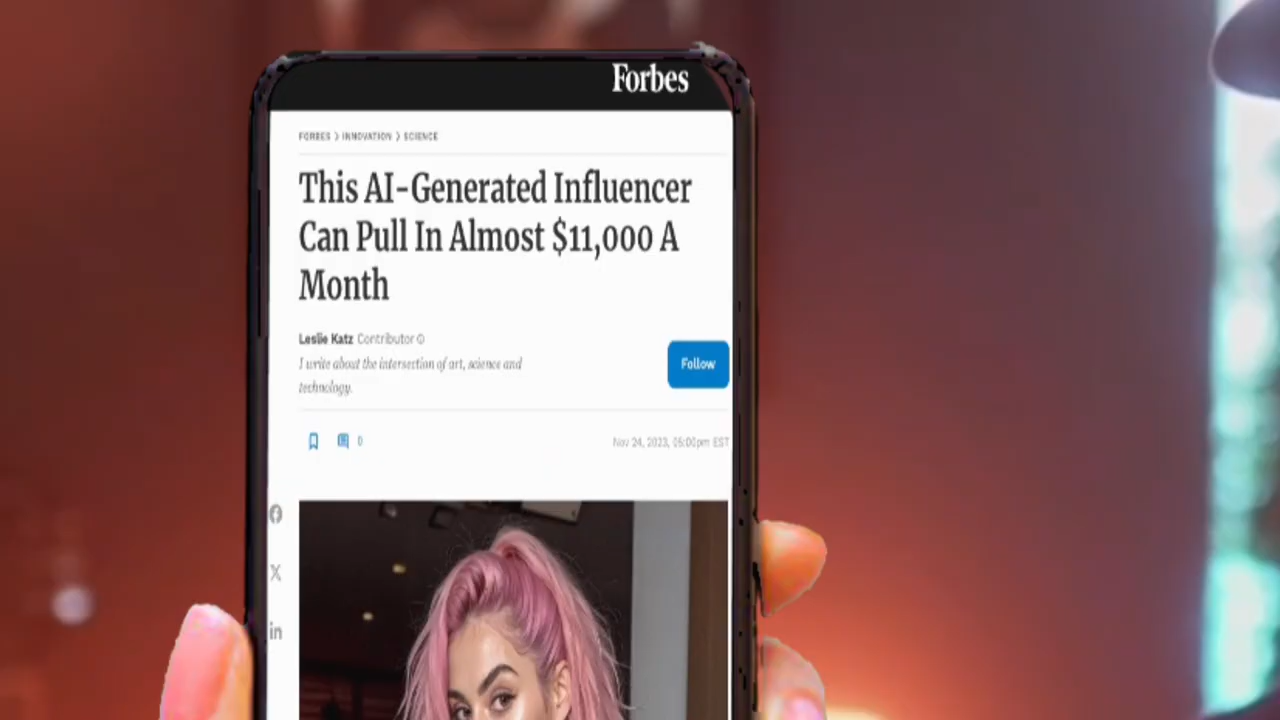 Forbes
FORBES > INNOVATION > SCIENCE
This AI-Generated Influencer
Can Pull In Almost $11,000 A
Month
Leslie Katz Contributor
I write about the intersection of art, science and
technology.
Follow
0
Nov 24, 2023, 05:00pm EST
X
in